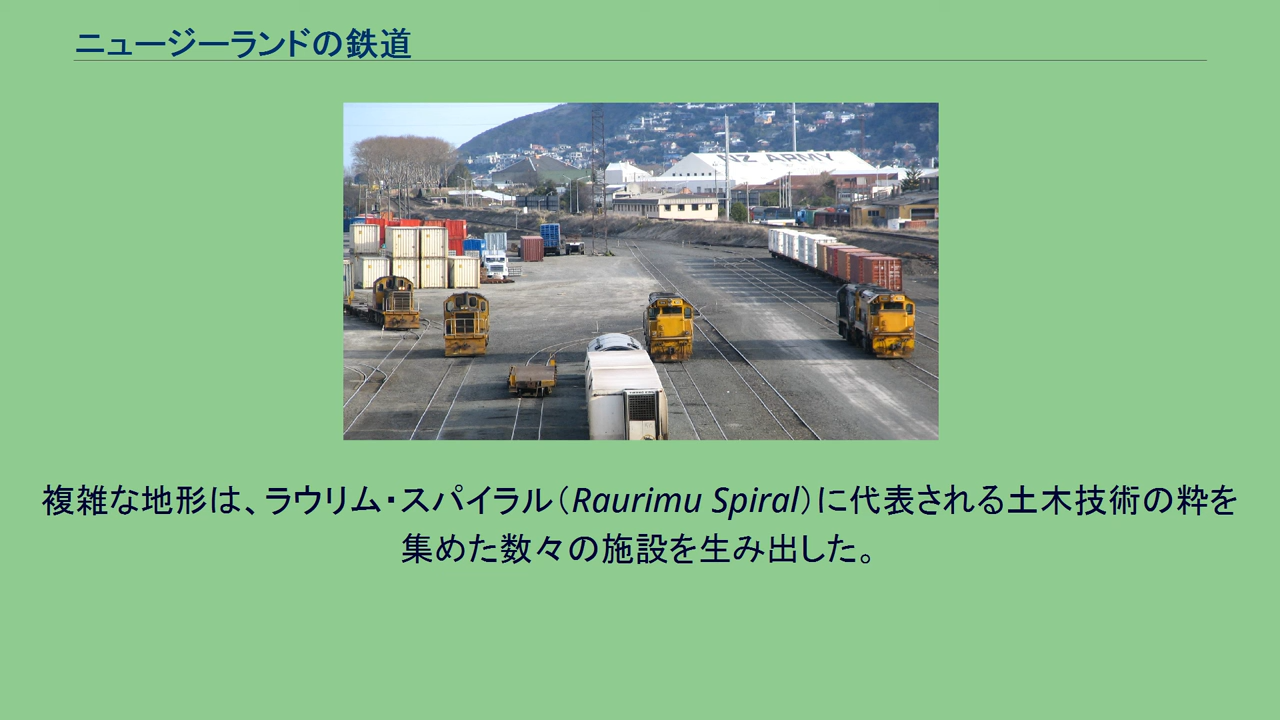 ニュージーランドの鉄道
NZ ARMY
複雑な地形は、ラウリム・スパイラル（Raurimu Spiral）に代表される土木技術の粋を
集めた数々の施設を生み出した。